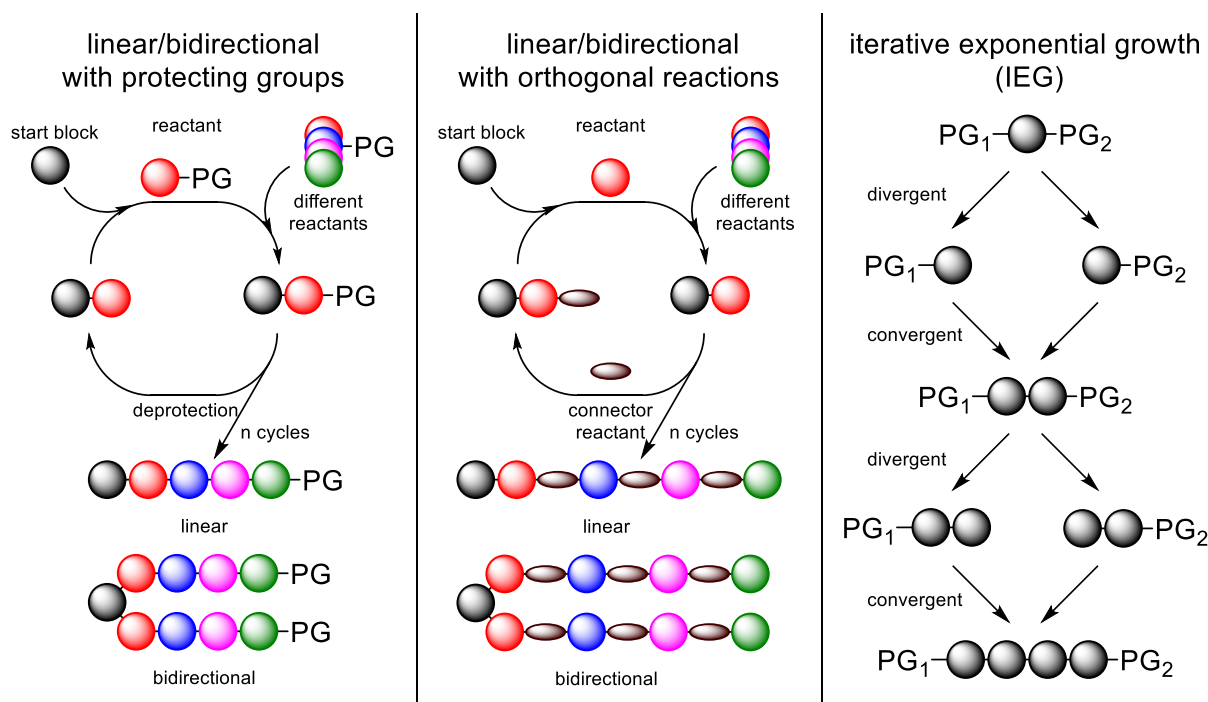 linear/bidirectional
with protecting groups
start block
reactant
PG
PG
different
reactants
PG
deprotection
n cycles
PG
linear
PG
PG
bidirectional
linear/bidirectional
with orthogonal reactions
start block
reactant
different
reactants
connector
reactant
n cycles
linear
bidirectional
iterative exponential growth
(IEG)
PG₁ PG₂
divergent
PG₁ PG₂
convergent
PG₁ PG₂
divergent
PG₁ PG₂
convergent
PG₁ PG₂